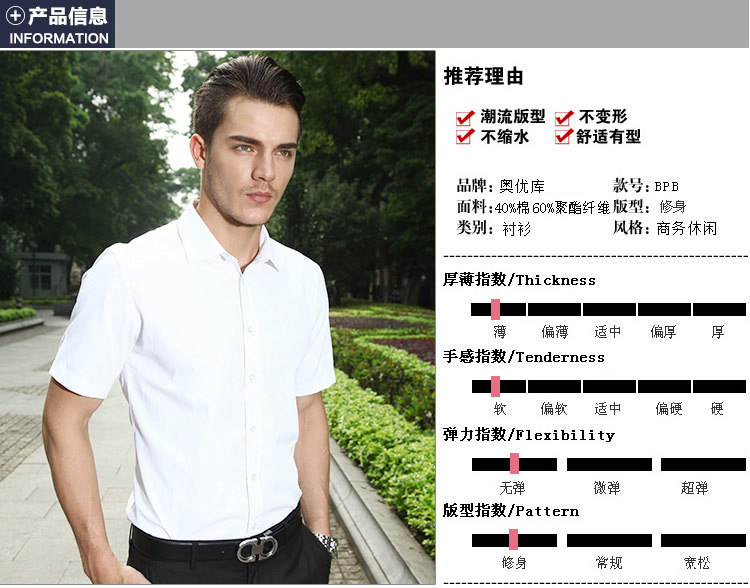 产品信息
INFORMATION
推荐理由
潮流版型 不变形
不缩水 舒适有型
品牌：奥优库 款号：BPB
面料：40%棉60%聚酯纤维 版型：修身
类别：衬衫 风格：商务休闲
厚薄指数/Thickness
薄 偏薄 适中 偏厚 厚
手感指数/Tenderness
软 偏软 适中 偏硬 硬
弹力指数/Flexibility
无弹 微弹 超弹
版型指数/Pattern
修身 常规 宽松